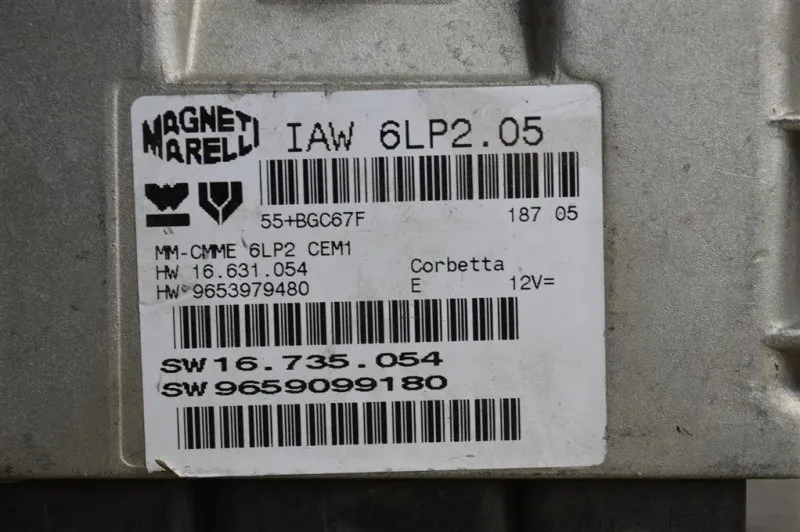 MAGNETI MARELLI
IAW 6LP2.05
55+BGC67F 187 05
MM-CMME 6LP2 CEM1
HW 16.631.054 Corbetta
HW 9653979480 E 12V=
SW 16.735.054
SW 9659099180